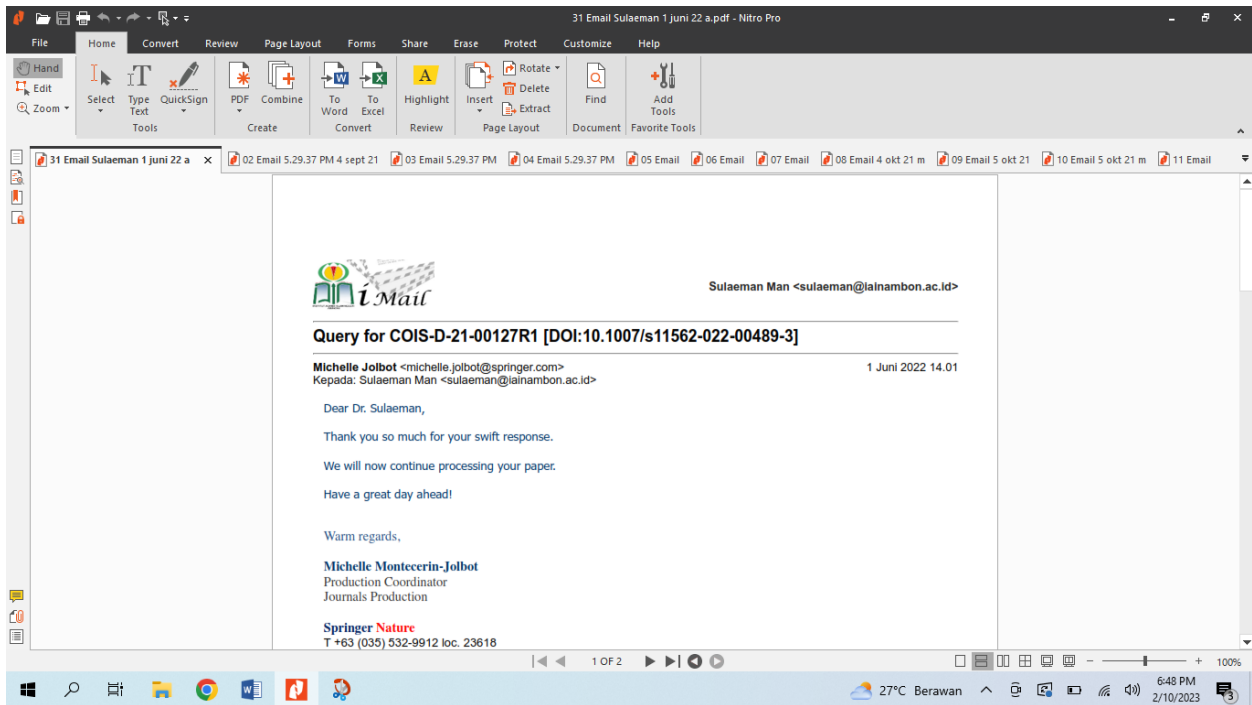 31 Email Sulaeman 1 juni 22 a.pdf - Nitro Pro
File Home Convert Review Page Layout Forms Share Erase Protect Customize Help
Hand
Edit
Zoom
Select
Type Text
QuickSign
Tools
PDF
Combine
Create
To Word
To Excel
Convert
Highlight
Review
Insert
Rotate
Delete
Extract
Page Layout
Find
Document
Add Tools
Favorite Tools
31 Email Sulaeman 1 juni 22 a x 02 Email 5.29.37 PM 4 sept 21 03 Email 5.29.37 PM 04 Email 5.29.37 PM 05 Email 06 Email 07 Email 08 Email 4 okt 21 m 09 Email 5 okt 21 10 Email 5 okt 21 m 11 Email
i Mail
Sulaeman Man <sulaeman@iainambon.ac.id>
Query for COIS-D-21-00127R1 [DOI:10.1007/s11562-022-00489-3]
Michelle Jolbot <michelle.jolbot@springer.com> 1 Juni 2022 14.01
Kepada: Sulaeman Man <sulaeman@iainambon.ac.id>
Dear Dr. Sulaeman,
Thank you so much for your swift response.
We will now continue processing your paper.
Have a great day ahead!
Warm regards,
Michelle Montecerin-Jolbot
Production Coordinator
Journals Production
Springer Nature
T +63 (035) 532-9912 loc. 23618
1 OF 2
100%
27°C Berawan
6:48 PM
2/10/2023
3